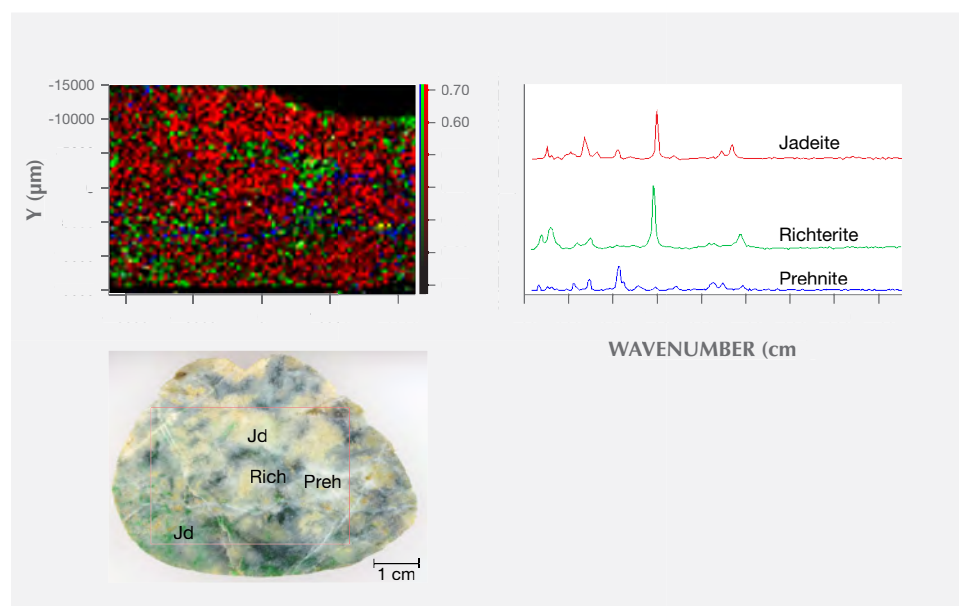 -15000
-10000
-
Y (µm)
0.70
0.60
Jadeite
Richterite
Prehnite
WAVENUMBER (cm
Jd
Rich
Preh
Jd
1 cm